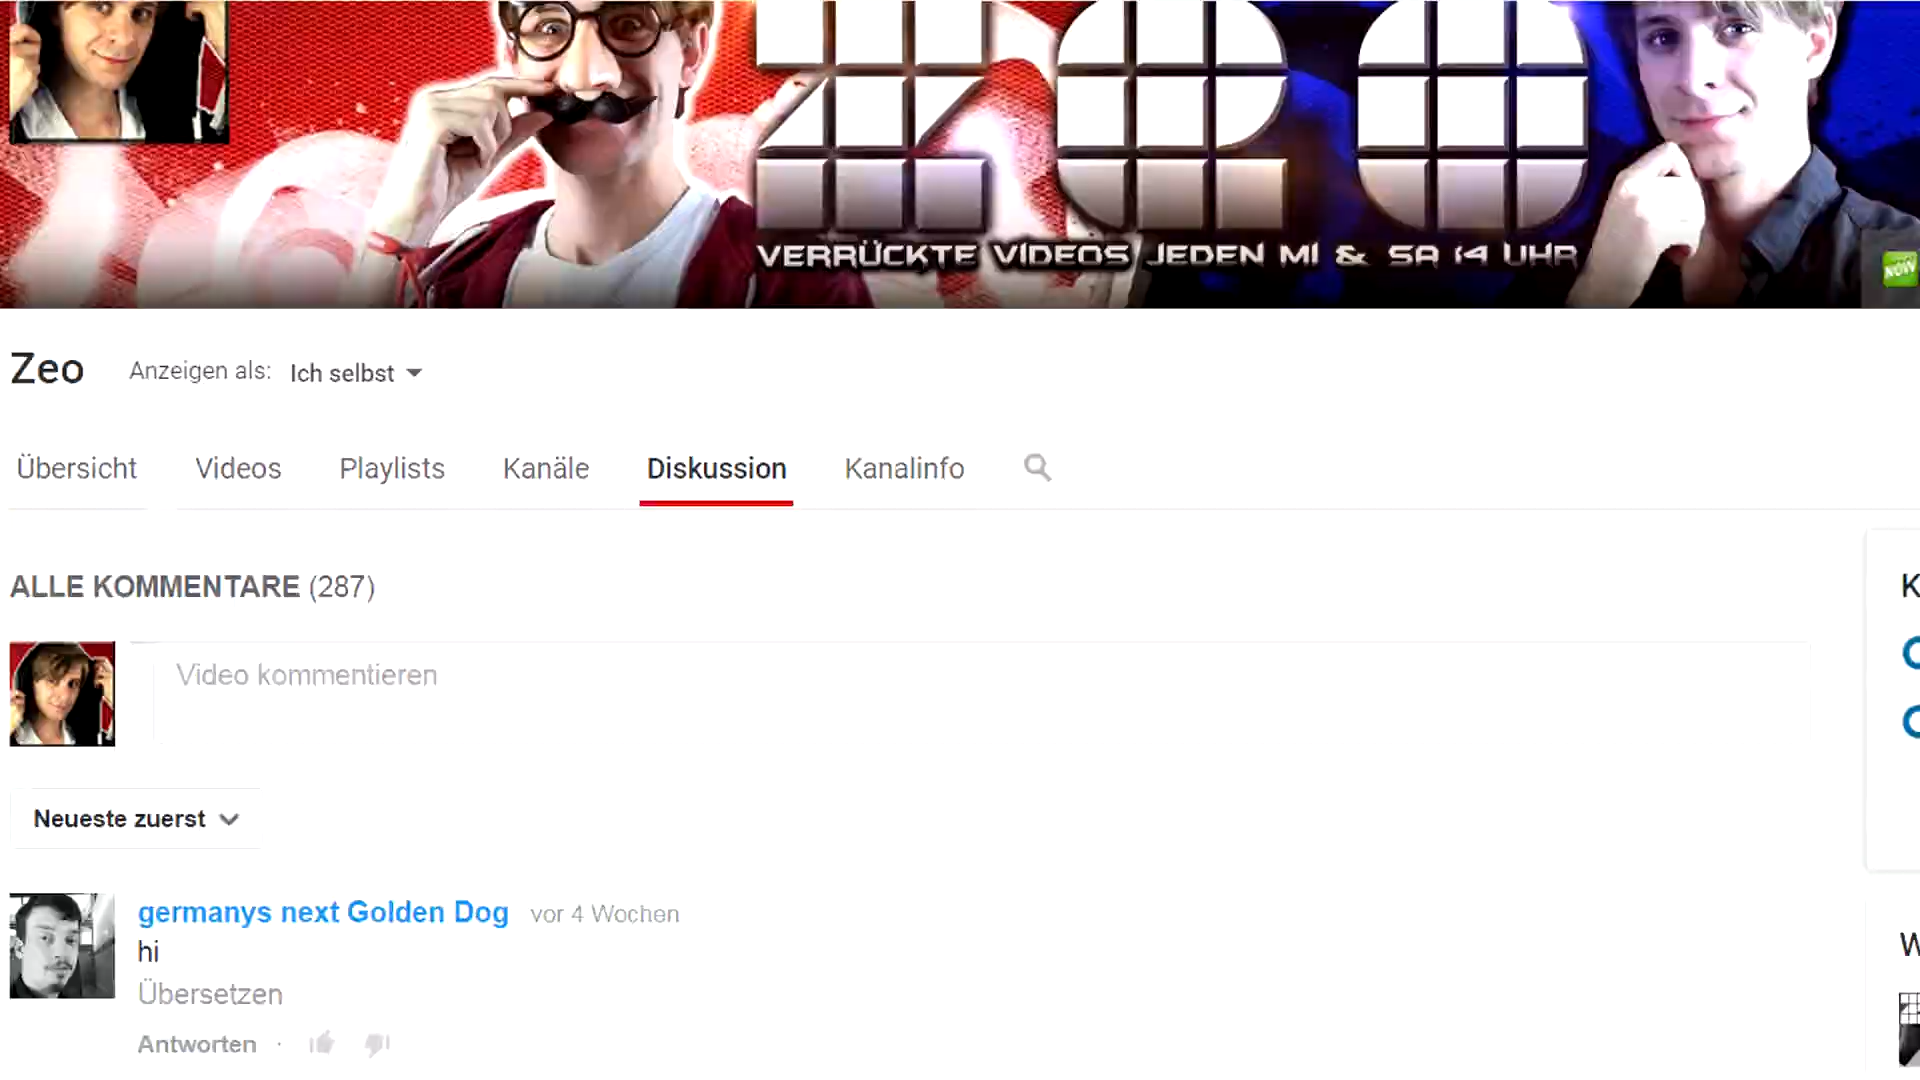 ZEO
VERRÜCKTE VIDEOS JEDEN MI & SA 14 UHR
NOW
Zeo Anzeigen als: Ich selbst
Übersicht Videos Playlists Kanäle Diskussion Kanalinfo
ALLE KOMMENTARE (287)
K
Video kommentieren
Neueste zuerst
germanys next Golden Dog vor 4 Wochen
hi
W
Übersetzen
Antworten ·